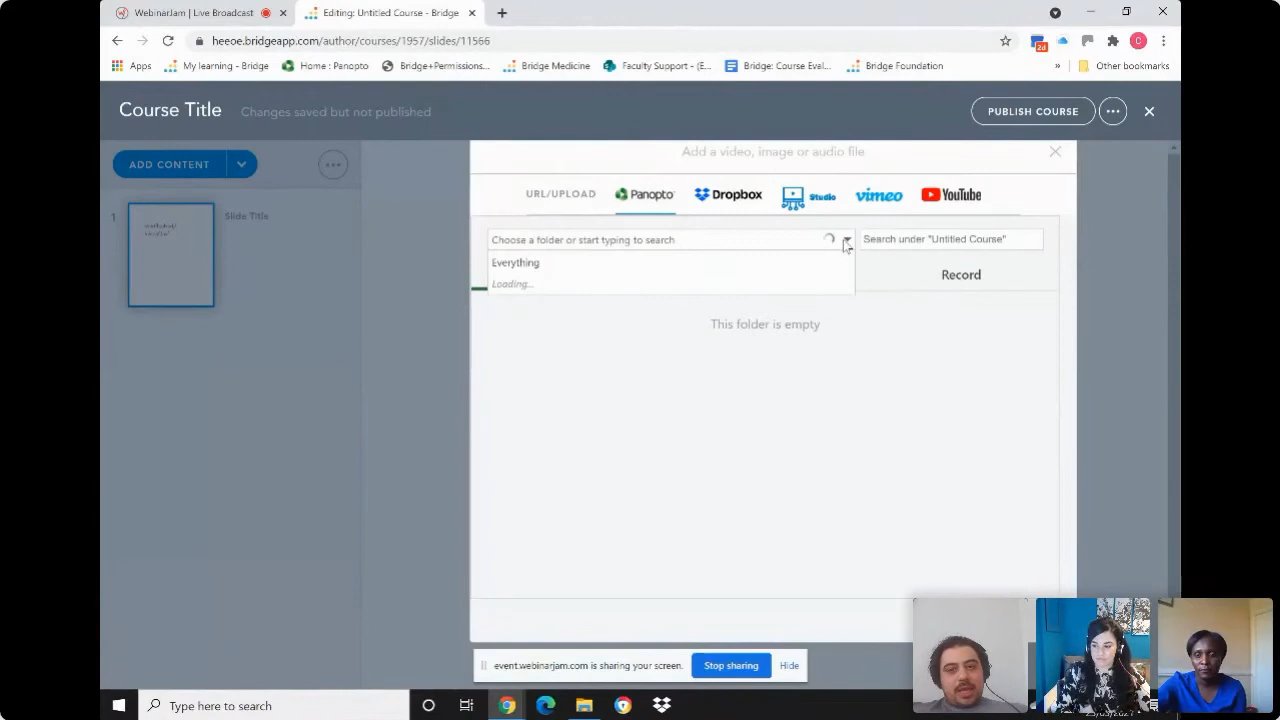 WebinarJam | Live Broadcast
Editing: Untitled Course - Bridge
heeoe.bridgeapp.com/author/courses/1957/slides/11566
2d
C
Apps
My learning - Bridge
Home : Panopto
Bridge+Permissions...
Bridge Medicine
Faculty Support - (E...
Bridge: Course Eval...
Bridge Foundation
»
Other bookmarks
Course Title
Changes saved but not published
PUBLISH COURSE
Add a video, image or audio file
ADD CONTENT
URL/UPLOAD
Panopto
Dropbox
Studio
vimeo
YouTube
1
Slide Title
Choose a folder or start typing to search
Search under "Untitled Course"
Everything
Record
Loading...
This folder is empty
event.webinarjam.com is sharing your screen.
Stop sharing
Hide
Type here to search